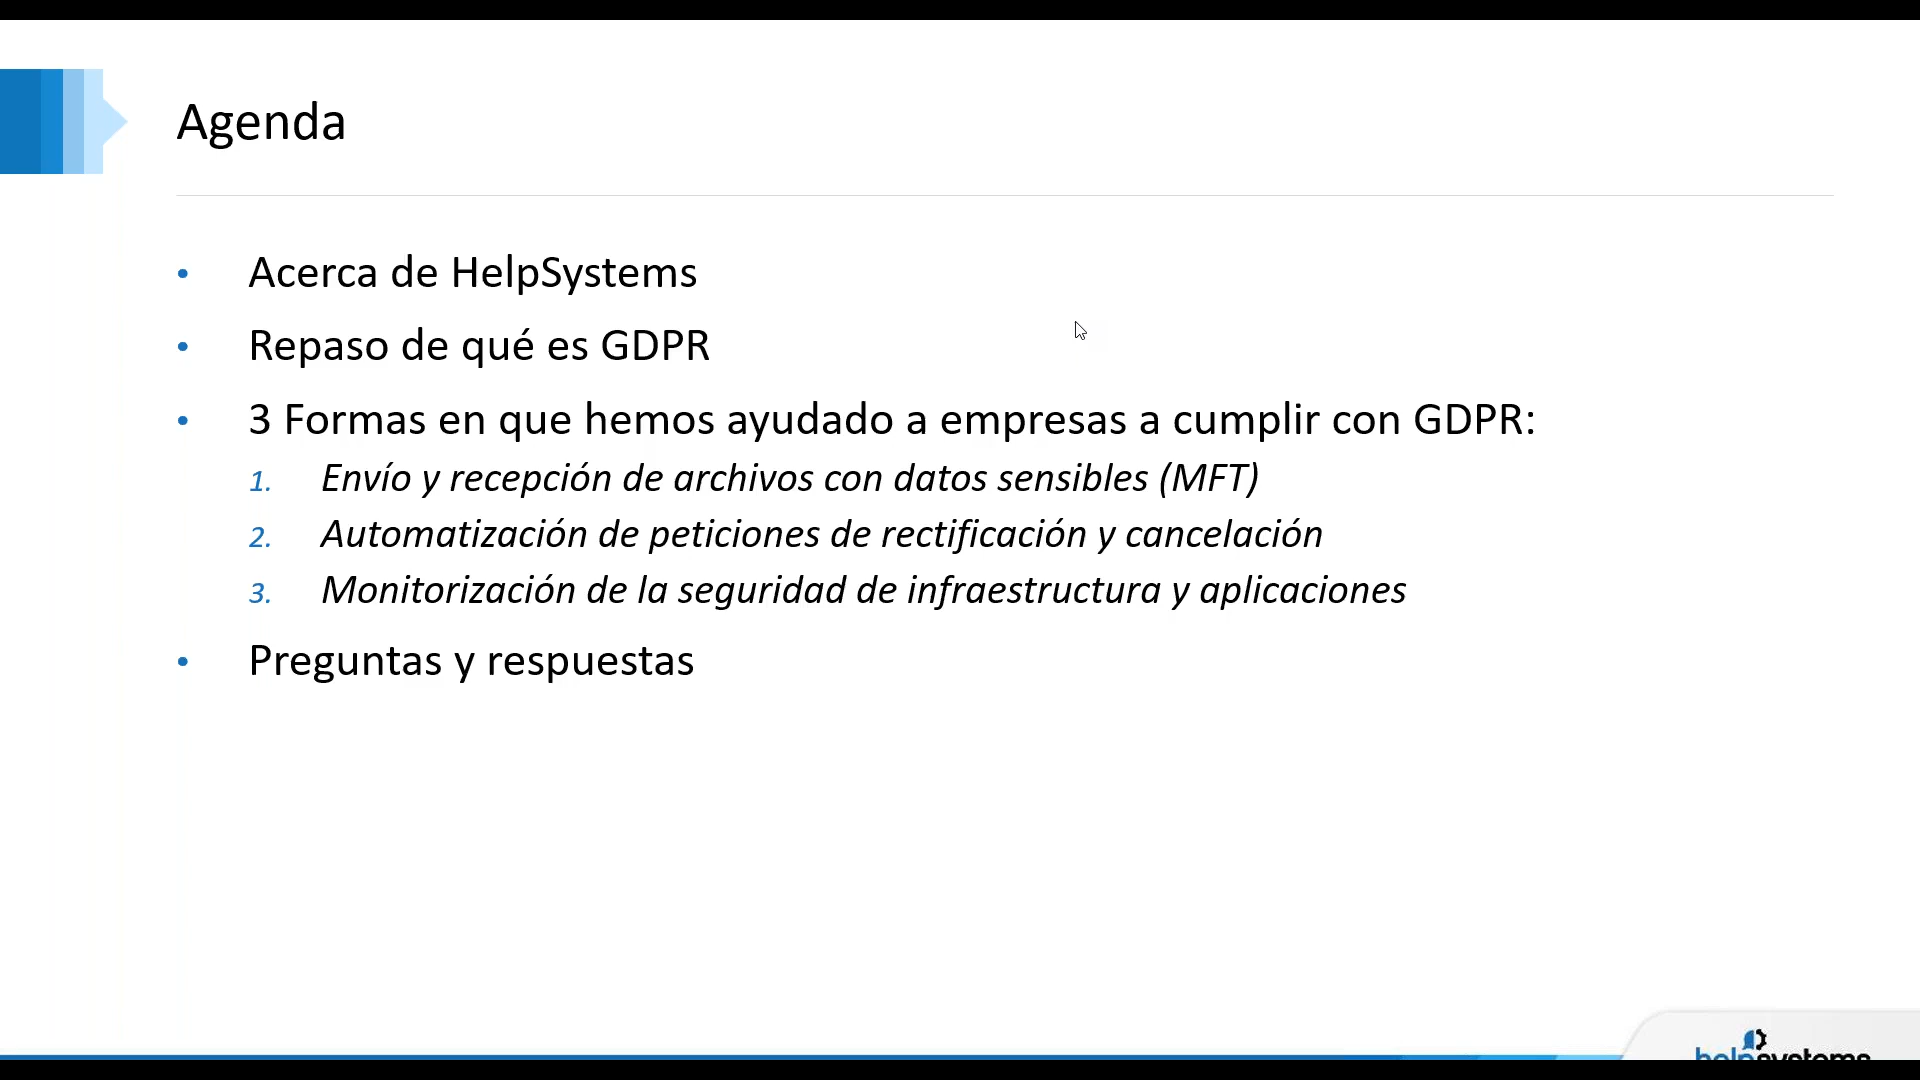 Agenda
• Acerca de HelpSystems
• Repaso de qué es GDPR
• 3 Formas en que hemos ayudado a empresas a cumplir con GDPR:
1. Envío y recepción de archivos con datos sensibles (MFT)
2. Automatización de peticiones de rectificación y cancelación
3. Monitorización de la seguridad de infraestructura y aplicaciones
• Preguntas y respuestas
helpsystems